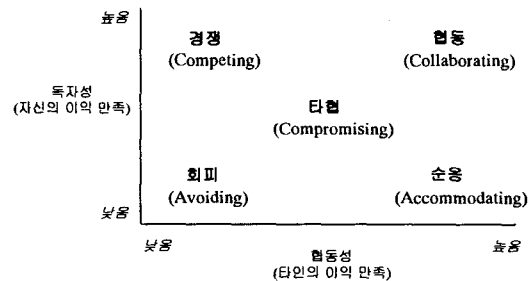 높음
경쟁 협동
(Competing) (Collaborating)
독자성
(자신의 이익 만족)
타협
(Compromising)
회피 순응
(Avoiding) (Accommodating)
낮음
낮음 높음
협동성
(타인의 이익 만족)